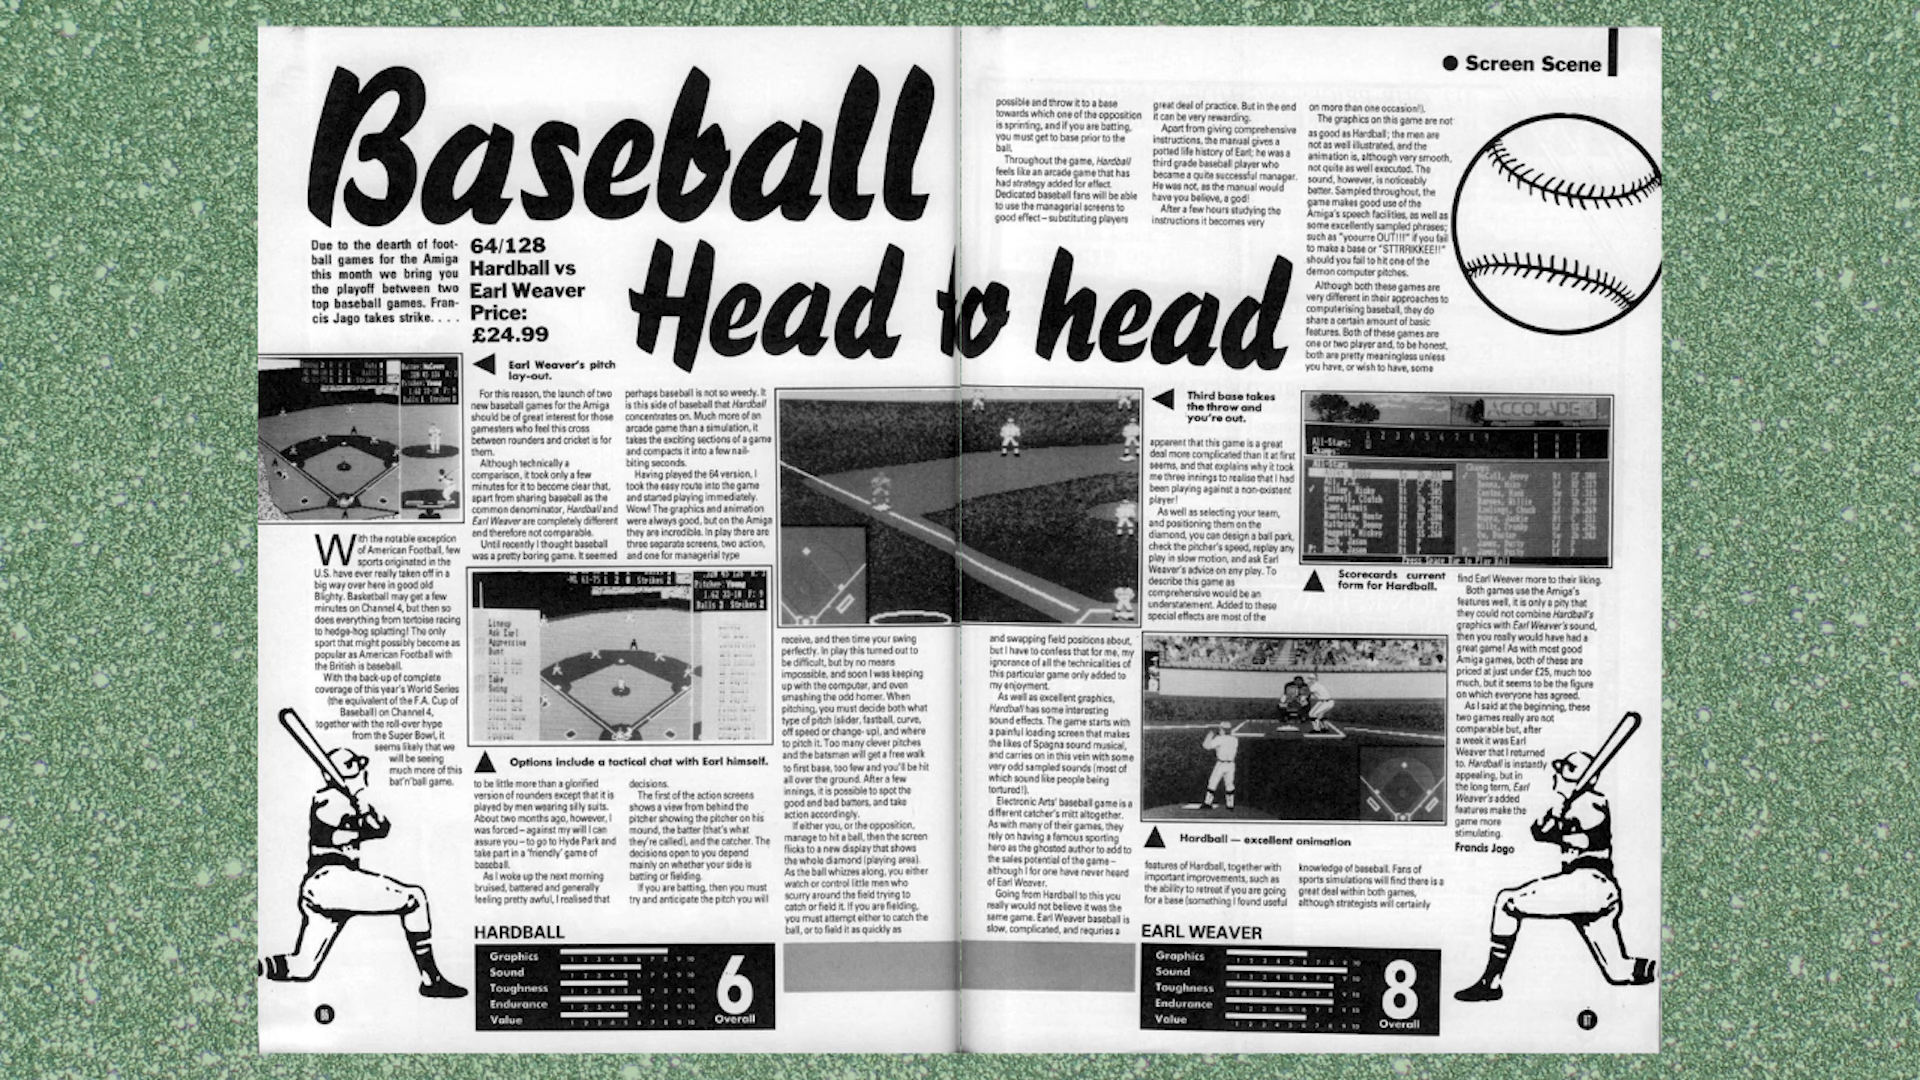 ● Screen Scene
Baseball
Head to head
Due to the dearth of foot-
ball games for the Amiga
this month we bring you
the playoff between two
top baseball games. Fran-
cis Jago takes strike. . . .
64/128
Hardball vs
Earl Weaver
Price:
£24.99
Earl Weaver's pitch
lay-out.
With the notable exception
of American Football, few
sports originated in the
U.S. have ever really taken off in a
big way over here in good old
Blighty. Basketball may get a few
minutes on Channel 4, but then so
does everything from tortoise racing
to hedge-hog splatting! The only
sport that might possibly become as
popular as American Football with
the British is baseball.
With the back-up of complete
coverage of this year's World Series
(the equivalent of the F.A. Cup of
Baseball) on Channel 4,
together with the roll-over hype
from the Super Bowl, it
seems likely that we
will be seeing
much more of this
bat'n'ball game.
For this reason, the launch of two
new baseball games for the Amiga
should be of great interest for those
gamesters who feel this cross
between rounders and cricket is for
them.
Although technically a
comparison, it took only a few
minutes for it to become clear that,
apart from sharing baseball as the
common denominator, Hardball and
Earl Weaver are completely different
and therefore not comparable.
Until recently I thought baseball
was a pretty boring game. It seemed
Options include a tactical chat with Earl himself.
to be little more than a glorified
version of rounders except that it is
played by men wearing silly suits.
About two months ago, however, I
was forced – against my will I can
assure you – to go to Hyde Park and
take part in a 'friendly' game of
baseball.
As I woke up the next morning
bruised, battered and generally
feeling pretty awful, I realised that
perhaps baseball is not so weedy. It
is this side of baseball that Hardball
concentrates on. Much more of an
arcade game than a simulation, it
takes the exciting sections of a game
and compacts it into a few nail-
biting seconds.
Having played the 64 version, I
took the easy route into the game
and started playing immediately.
Wow! The graphics and animation
were always good, but on the Amiga
they are incredible. In play there are
three separate screens, two action,
and one for managerial type
decisions.
The first of the action screens
shows a view from behind the
pitcher showing the pitcher on his
mound, the batter (that's what
they're called), and the catcher. The
decisions open to you depend
mainly on whether your side is
batting or fielding.
If you are batting, then you must
try and anticipate the pitch you will
receive, and then time your swing
perfectly. In play this turned out to
be difficult, but by no means
impossible, and soon I was keeping
up with the computer, and even
smashing the odd homer. When
pitching, you must decide both what
type of pitch (slider, fastball, curve,
off speed or change- up), and where
to pitch it. Too many clever pitches
and the batsman will get a free walk
to first base, too few and you'll be hit
all over the ground. After a few
innings, it is possible to spot the
good and bad batters, and take
action accordingly.
If either you, or the opposition,
manage to hit a ball, then the screen
flicks to a new display that shows
the whole diamond (playing area).
As the ball whizzes along, you either
watch or control little men who
scurry around the field trying to
catch or field it. If you are fielding,
you must attempt either to catch the
ball, or to field it as quickly as
possible and throw it to a base
towards which one of the opposition
is sprinting, and if you are batting,
you must get to base prior to the
ball.
Throughout the game, Hardball
feels like an arcade game that has
had strategy added for effect.
Dedicated baseball fans will be able
to use the managerial screens to
good effect – substituting players
and swapping field positions about,
but I have to confess that for me, my
ignorance of all the technicalities of
this particular game only added to
my enjoyment.
As well as excellent graphics,
Hardball has some interesting
sound effects. The game starts with
a painful loading screen that makes
the likes of Spagna sound musical,
and carries on in this vein with some
very odd sampled sounds (most of
which sound like people being
tortured!).
Electronic Arts' baseball game is a
different catcher's mitt altogether.
As with many of their games, they
rely on having a famous sporting
hero as the ghosted author to add to
the sales potential of the game –
although I for one have never heard
of Earl Weaver.
Going from Hardball to this you
really would not believe it was the
same game. Earl Weaver baseball is
slow, complicated, and requries a
great deal of practice. But in the end
it can be very rewarding.
Apart from giving comprehensive
instructions, the manual gives a
potted life history of Earl; he was a
third grade baseball player who
became a quite successful manager.
He was not, as the manual would
have you believe, a god!
After a few hours studying the
instructions it becomes very
Third base takes
the throw and
you're out.
apparent that this game is a great
deal more complicated than it at first
seems, and that explains why it took
me three innings to realise that I had
been playing against a non-existent
player!
As well as selecting your team,
and positioning them on the
diamond, you can design a ball park,
check the pitcher's speed, replay any
play in slow motion, and ask Earl
Weaver's advice on any play. To
describe this game as
comprehensive would be an
understatement. Added to these
special effects are most of the
Hardball — excellent animation
features of Hardball, together with
important improvements, such as
the ability to retreat if you are going
for a base (something I found useful
on more than one occasion!).
The graphics on this game are not
as good as Hardball; the men are
not as well illustrated, and the
animation is, although very smooth,
not quite as well executed. The
sound, however, is noticeably
better. Sampled throughout, the
game makes good use of the
Amiga's speech facilities, as well as
some excellently sampled phrases;
such as "yoourre OUT!!!" if you fail
to make a base or "STTRRIKKEE!!"
should you fail to hit one of the
demon computer pitches.
Although both these games are
very different in their approaches to
computerising baseball, they do
share a certain amount of basic
features. Both of these games are
one or two player and, to be honest,
both are pretty meaningless unless
you have, or wish to have, some
ACCOLADE
Scorecards current
form for Hardball.
knowledge of baseball. Fans of
sports simulations will find there is a
great deal within both games,
although strategists will certainly
find Earl Weever more to their liking.
Both games use the Amiga's
features well, it is only a pity that
they could not combine Hardball's
graphics with Earl Weever's sound,
then you really would have had a
great game! As with most good
Amiga games, both of these are
priced at just under £25, much too
much, but it seems to be the figure
on which everyone has agreed.
As I said at the beginning, these
two games really are not
comparable but, after
a week it was Earl
Weever that I returned
to. Hardball is instantly
appealing, but in
the long term, Earl
Weaver's added
features make the
game more
stimulating.
Francis Jago
HARDBALL
Graphics
Sound
Toughness
Endurance
Value
6
Overall
EARL WEAVER
Graphics
Sound
Toughness
Endurance
Value
8
Overall
86
87